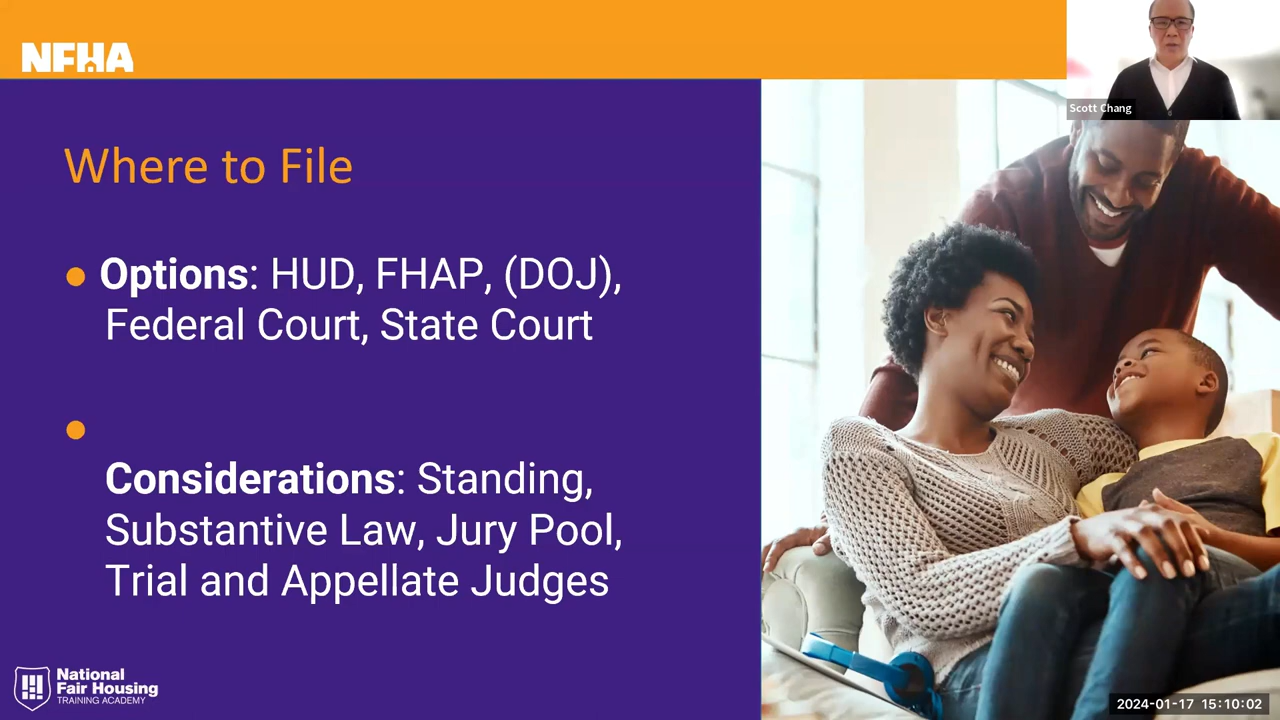 NFHA
Scott Chang
Where to File
Options: HUD, FHAP, (DOJ),
Federal Court, State Court
Considerations: Standing,
Substantive Law, Jury Pool,
Trial and Appellate Judges
National
Fair Housing
TRAINING ACADEMY
2024-01-17 15:10:02